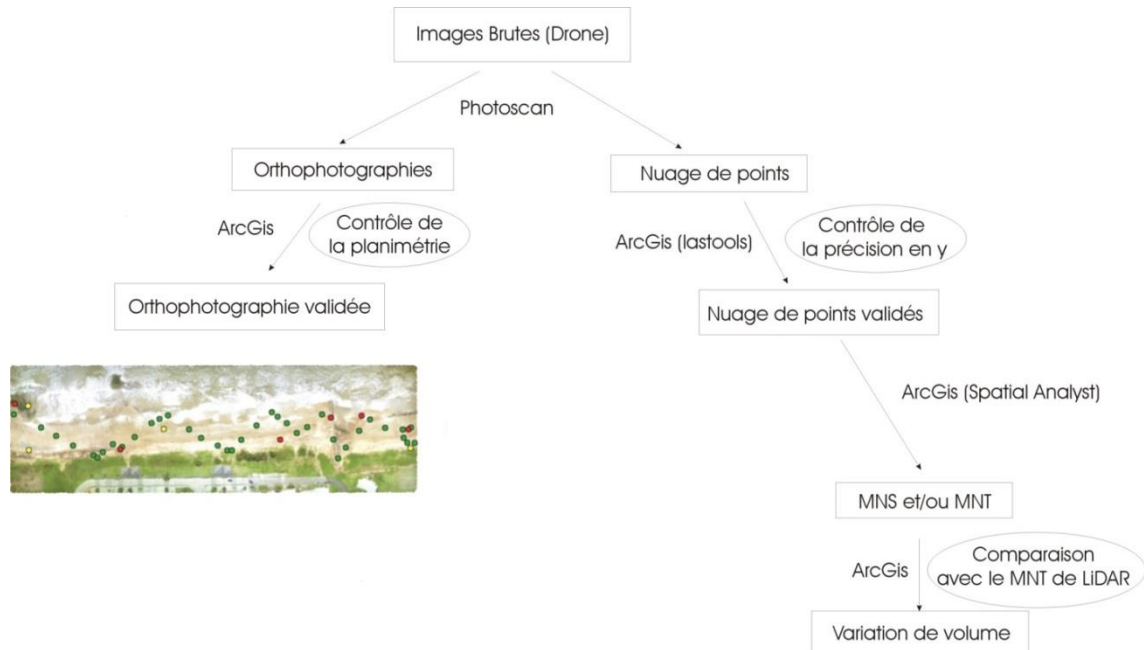 Images Brutes (Drone)
Photoscan
Orthophotographies
Nuage de points
ArcGis
Contrôle de
la planimétrie
ArcGis (lastools)
Contrôle de
la précision en y
Orthophotographie validée
Nuage de points validés
ArcGis (Spatial Analyst)
MNS et/ou MNT
ArcGis
Comparaison
avec le MNT de LiDAR
Variation de volume